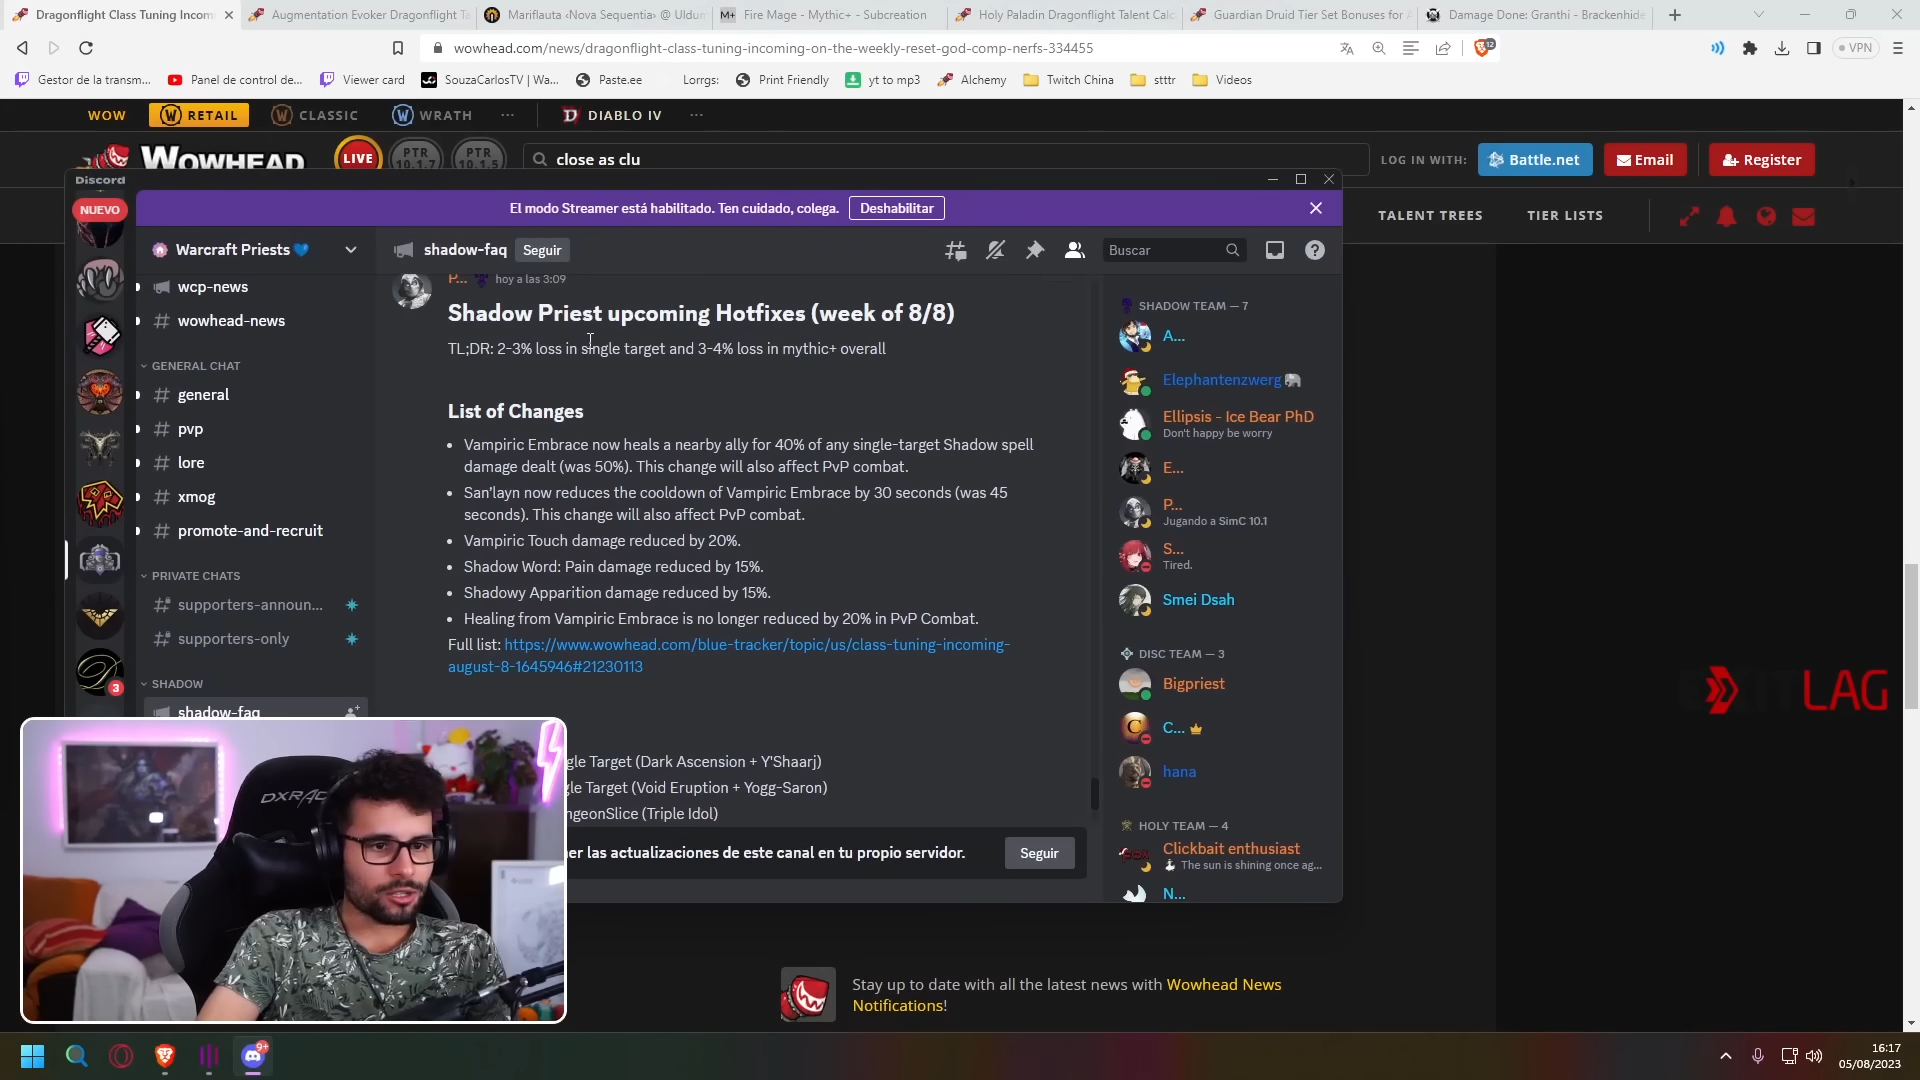 Dragonflight Class Tuning Incom
Augmentation Evoker Dragonflight Ta
Mariflauta ‹Nova Sequentia› @ Uldum
Fire Mage - Mythic+ - Subcreation
Holy Paladin Dragonflight Talent Calc
Guardian Druid Tier Set Bonuses for A
Damage Done: Granthi - Brackenhide
wowhead.com/news/dragonflight-class-tuning-incoming-on-the-weekly-reset-god-comp-nerfs-334455
12
VPN
Gestor de la transm...
Panel de control de...
Viewer card
SouzaCarlosTV | Wa...
Paste.ee
Lorrgs:
Print Friendly
yt to mp3
Alchemy
Twitch China
stttr
Videos
WOW
RETAIL
CLASSIC
WRATH
DIABLO IV
WOWHEAD
LIVE
PTR 10.1.7
PTR 10.1.5
close as clu
LOG IN WITH:
Battle.net
Email
Register
TALENT TREES
TIER LISTS
Discord
NUEVO
El modo Streamer está habilitado. Ten cuidado, colega.
Deshabilitar
Warcraft Priests
shadow-faq
Seguir
Buscar
wcp-news
wowhead-news
GENERAL CHAT
general
pvp
lore
xmog
promote-and-recruit
PRIVATE CHATS
supporters-announ...
supporters-only
SHADOW
shadow-faq
3
P...
hoy a las 3:09
Shadow Priest upcoming Hotfixes (week of 8/8)
TL;DR: 2-3% loss in single target and 3-4% loss in mythic+ overall
List of Changes
• Vampiric Embrace now heals a nearby ally for 40% of any single-target Shadow spell
damage dealt (was 50%). This change will also affect PvP combat.
• San'layn now reduces the cooldown of Vampiric Embrace by 30 seconds (was 45
seconds). This change will also affect PvP combat.
• Vampiric Touch damage reduced by 20%.
• Shadow Word: Pain damage reduced by 15%.
• Shadowy Apparition damage reduced by 15%.
• Healing from Vampiric Embrace is no longer reduced by 20% in PvP Combat.
Full list: https://www.wowhead.com/blue-tracker/topic/us/class-tuning-incoming-
august-8-1645946#21230113
gle Target (Dark Ascension + Y'Shaarj)
gle Target (Void Eruption + Yogg-Saron)
ngeonSlice (Triple Idol)
ner las actualizaciones de este canal en tu propio servidor.
Seguir
SHADOW TEAM — 7
A...
Elephantenzwerg
Ellipsis - Ice Bear PhD
Don't happy be worry
E...
P...
Jugando a SimC 10.1
S...
Tired.
Smei Dsah
DISC TEAM — 3
Bigpriest
C...
hana
HOLY TEAM — 4
Clickbait enthusiast
The sun is shining once ag...
N...
LAG
DXRAC
Stay up to date with all the latest news with Wowhead News
Notifications!
9+
16:17
05/08/2023